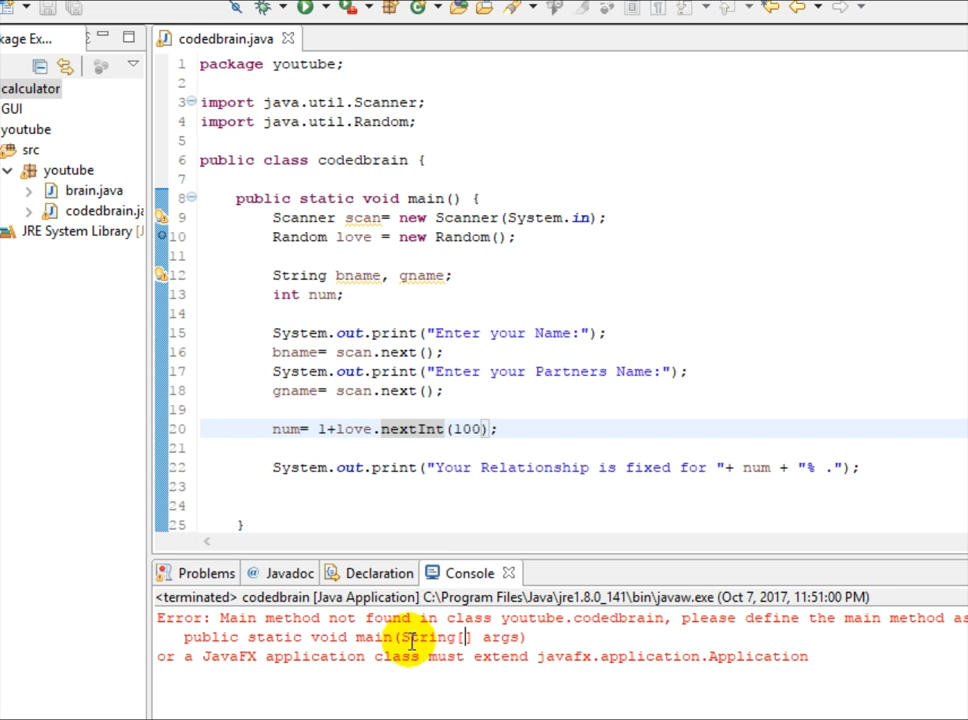 kage Ex...
calculator
GUI
youtube
src
youtube
brain.java
codedbrain.ja
JRE System Library [J
codedbrain.java
1 package youtube;
2
3 import java.util.Scanner;
4 import java.util.Random;
5
6 public class codedbrain {
7
8 public static void main() {
9 Scanner scan= new Scanner(System.in);
10 Random love = new Random();
11
12 String bname, gname;
13 int num;
14
15 System.out.print("Enter your Name:");
16 bname= scan.next();
17 System.out.print("Enter your Partners Name:");
18 gname= scan.next();
19
20 num= 1+love.nextInt(100);
21
22 System.out.print("Your Relationship is fixed for "+ num + "% .");
23
24
25 }
Problems @ Javadoc Declaration Console
<terminated> codedbrain [Java Application] C:\Program Files\Java\jre1.8.0_141\bin\javaw.exe (Oct 7, 2017, 11:51:00 PM)
Error: Main method not found in class youtube.codedbrain, please define the main method as
public static void main(String[] args)
or a JavaFX application class must extend javafx.application.Application